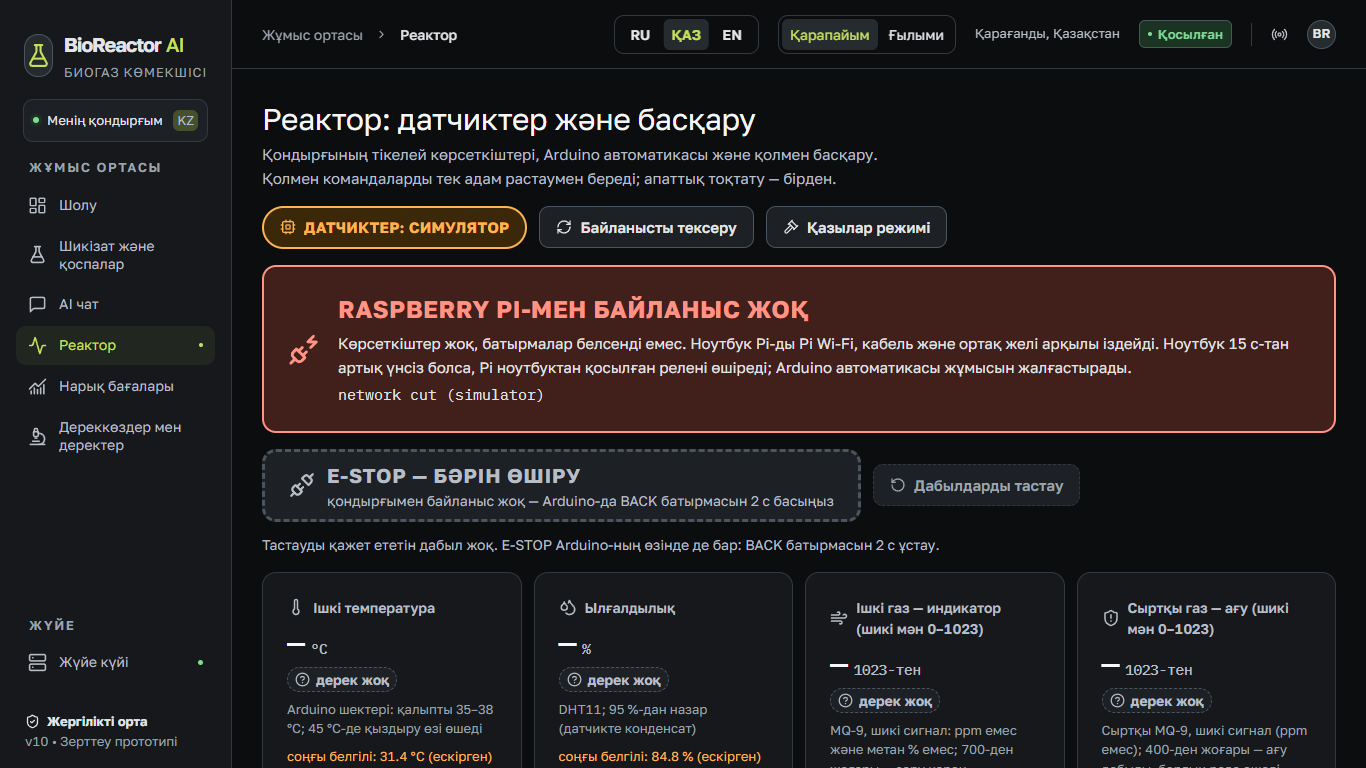 BioReactor AI
БИОГАЗ КӨМЕКШІСІ
Менің қондырғым KZ
ЖҰМЫС ОРТАСЫ
Шолу
Шикізат және
қоспалар
AI чат
Реактор
Нарық бағалары
Дереккөздер мен
деректер
ЖҮЙЕ
Жүйе күйі
Жергілікті орта
v10 • Зерттеу прототипі
Жұмыс ортасы > Реактор
RU ҚАЗ EN
Қарапайым Ғылыми
Қарағанды, Қазақстан
• Қосылған
BR
Реактор: датчиктер және басқару
Қондырғының тікелей көрсеткіштері, Arduino автоматикасы және қолмен басқару.
Қолмен командаларды тек адам растаумен береді; апаттық тоқтату — бірден.
ДАТЧИКТЕР: СИМУЛЯТОР
Байланысты тексеру
Қазылар режимі
RASPBERRY PI-МЕН БАЙЛАНЫС ЖОҚ
Көрсеткіштер жоқ, батырмалар белсенді емес. Ноутбук Pi-ды Pi Wi-Fi, кабель және ортақ желі арқылы іздейді. Ноутбук 15 с-тан
артық үнсіз болса, Pi ноутбуктан қосылған релені өшіреді; Arduino автоматикасы жұмысын жалғастырады.
network cut (simulator)
E-STOP — БӘРІН ӨШІРУ
қондырғымен байланыс жоқ — Arduino-да BACK батырмасын 2 с басыңыз
Дабылдарды тастау
Тастауды қажет ететін дабыл жоқ. E-STOP Arduino-ның өзінде де бар: BACK батырмасын 2 с ұстау.
Ішкі температура
— °C
дерек жоқ
Arduino шектері: қалыпты 35–38
°C; 45 °C-де қыздыру өзі өшеді
соңғы белгілі: 31.4 °C (ескірген)
Ылғалдылық
— %
дерек жоқ
DHT11; 95 %-дан назар
(датчикте конденсат)
соңғы белгілі: 84.8 % (ескірген)
Ішкі газ — индикатор
(шикі мән 0–1023)
— 1023-тен
дерек жоқ
MQ-9, шикі сигнал: ppm емес
және метан % емес; 700-ден
Сыртқы газ — ағу (шикі
мән 0–1023)
— 1023-тен
дерек жоқ
Сыртқы MQ-9, шикі сигнал (ppm
емес); 400-ден жоғары — ағу